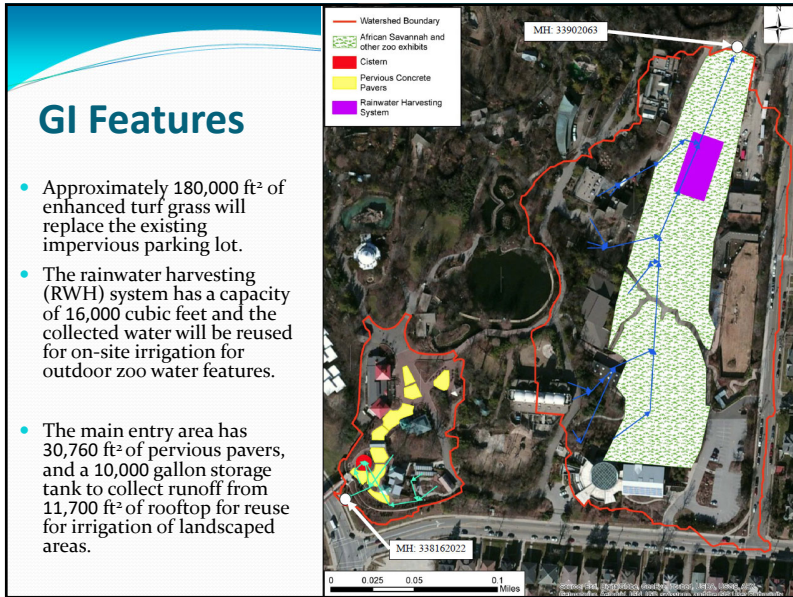 GI Features
• Approximately 180,000 ft² of
enhanced turf grass will
replace the existing
impervious parking lot.
• The rainwater harvesting
(RWH) system has a capacity
of 16,000 cubic feet and the
collected water will be reused
for on-site irrigation for
outdoor zoo water features.
• The main entry area has
30,760 ft² of pervious pavers,
and a 10,000 gallon storage
tank to collect runoff from
11,700 ft² of rooftop for reuse
for irrigation of landscaped
areas.
Watershed Boundary
African Savannah and
other zoo exhibits
Cistern
Pervious Concrete
Pavers
Rainwater Harvesting
System
MH: 33902063
N
MH: 338162022
0 0.025 0.05 0.1
Miles